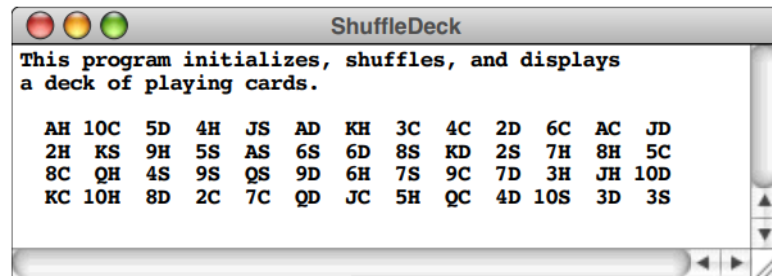 ShuffleDeck
This program initializes, shuffles, and displays
a deck of playing cards.
AH 10C 5D 4H JS AD KH 3C 4C 2D 6C AC JD
2H KS 9H 5S AS 6S 6D 8S KD 2S 7H 8H 5C
8C QH 4S 9S QS 9D 6H 7S 9C 7D 3H JH 10D
KC 10H 8D 2C 7C QD JC 5H QC 4D 10S 3D 3S